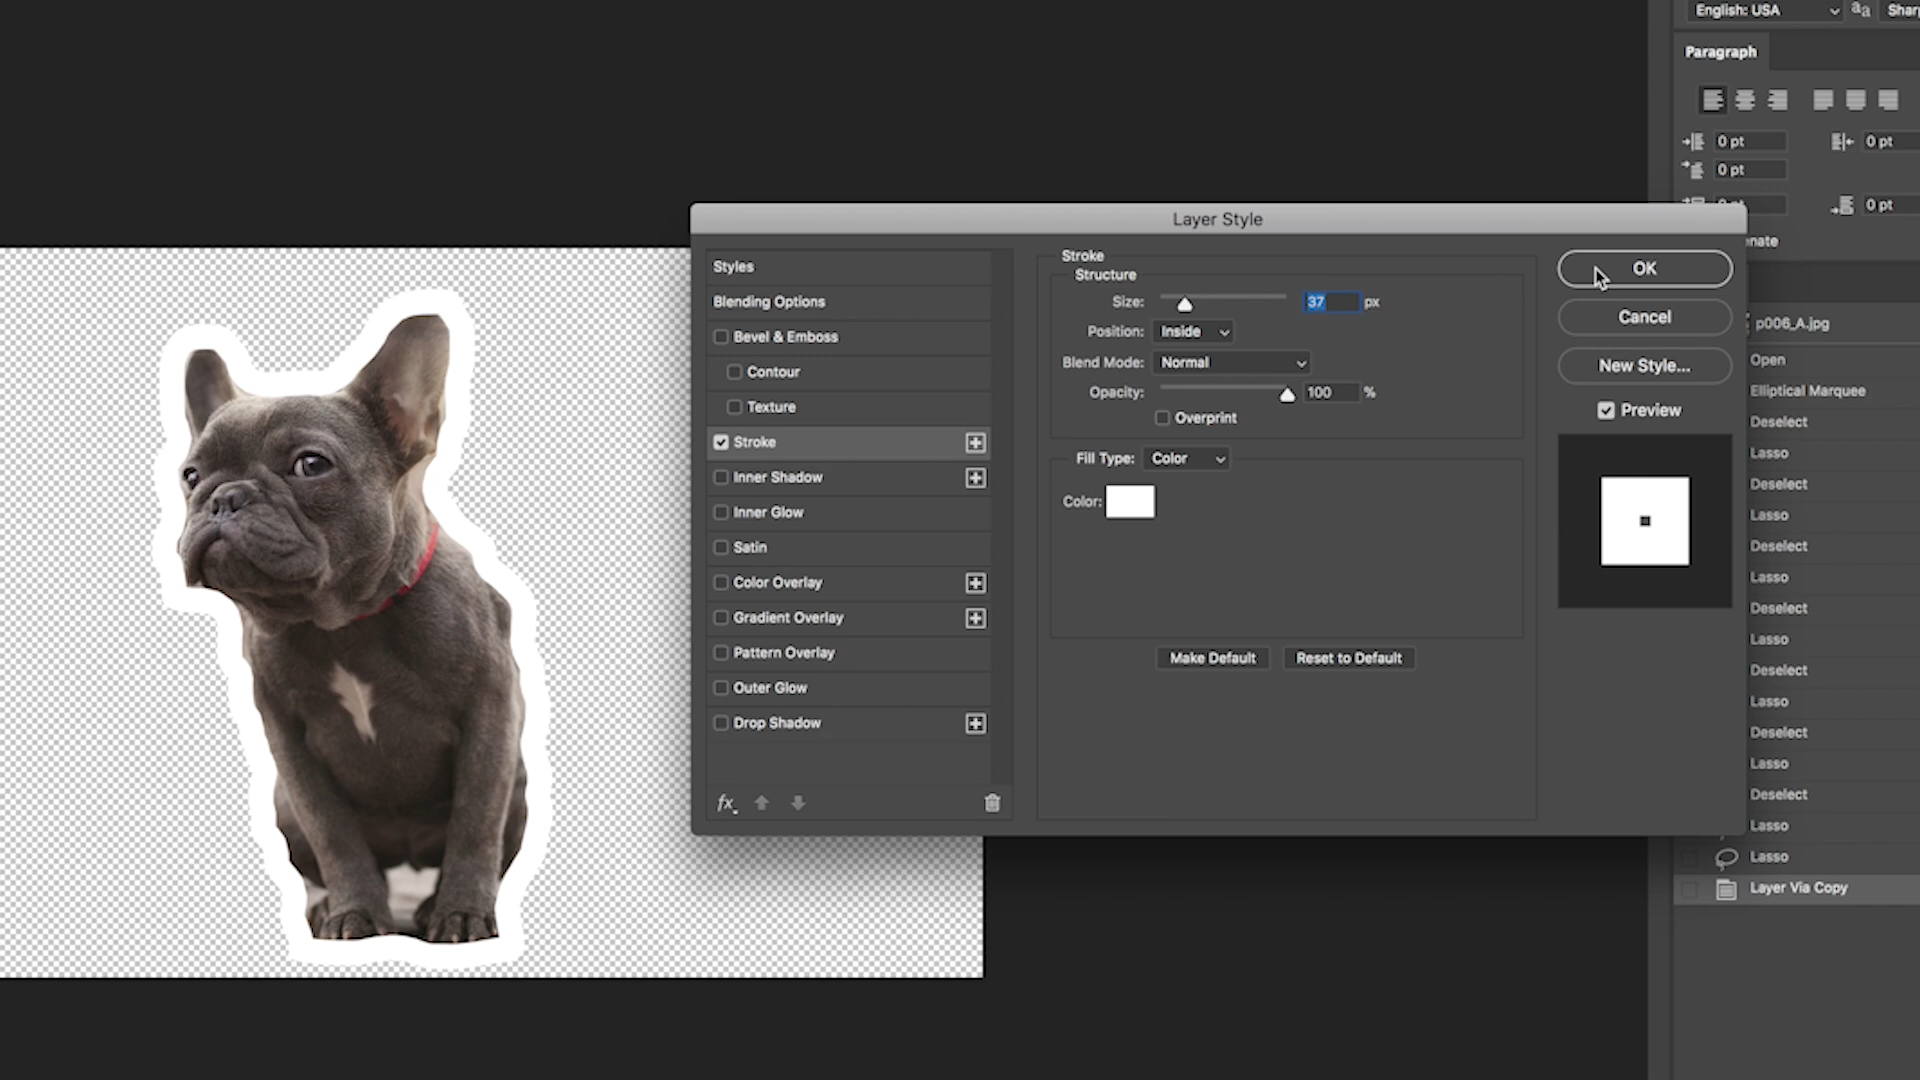 English: USA
Paragraph
0 pt
0 pt
0 pt
0 pt
Layer Style
Styles
Blending Options
Bevel & Emboss
Contour
Texture
Stroke
Inner Shadow
Inner Glow
Satin
Color Overlay
Gradient Overlay
Pattern Overlay
Outer Glow
Drop Shadow
fx
Stroke
Structure
Size: 37 px
Position: Inside
Blend Mode: Normal
Opacity: 100 %
Overprint
Fill Type: Color
Color:
Make Default
Reset to Default
OK
Cancel
New Style...
Preview
p006_A.jpg
Open
Elliptical Marquee
Deselect
Lasso
Deselect
Lasso
Deselect
Lasso
Deselect
Lasso
Deselect
Lasso
Deselect
Lasso
Deselect
Lasso
Lasso
Layer Via Copy